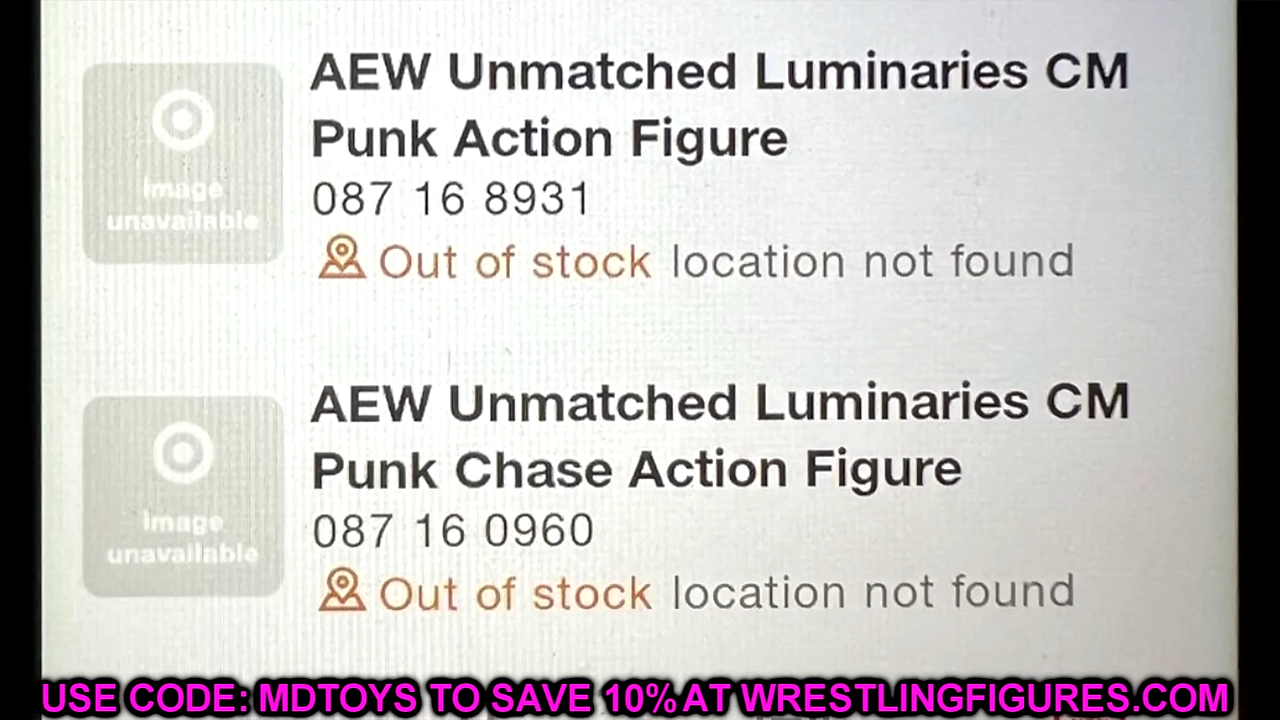 AEW Unmatched Luminaries CM
Punk Action Figure
087 16 8931
Out of stock location not found
Image
unavailable
AEW Unmatched Luminaries CM
Punk Chase Action Figure
087 16 0960
Out of stock location not found
Image
unavailable
USE CODE: MDTOYS TO SAVE 10% AT WRESTLINGFIGURES.COM